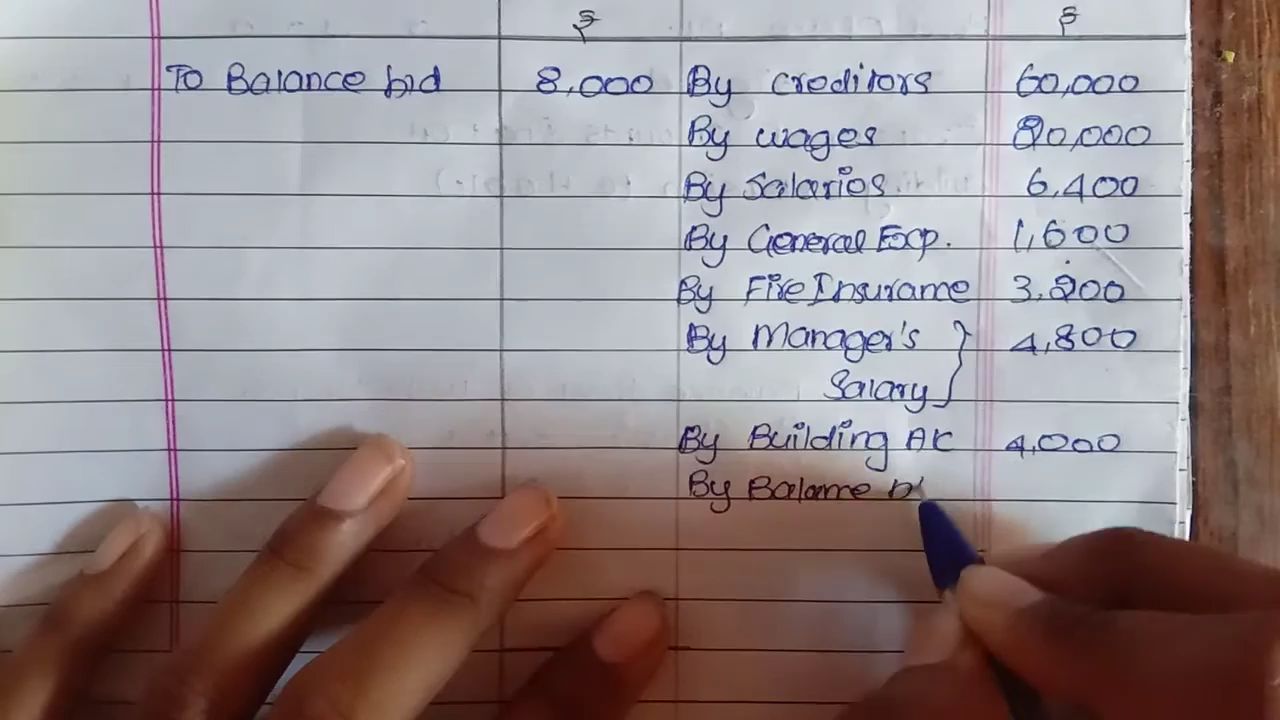 ₹ ₹
To Balance b/d 8,000 By Creditors 60,000
By wages 80,000
By Salaries 6,400
By General Exp. 1,600
By Fire Insurance 3,200
By Manager's 4,800
Salary
By Building A/c 4,000
By Balance